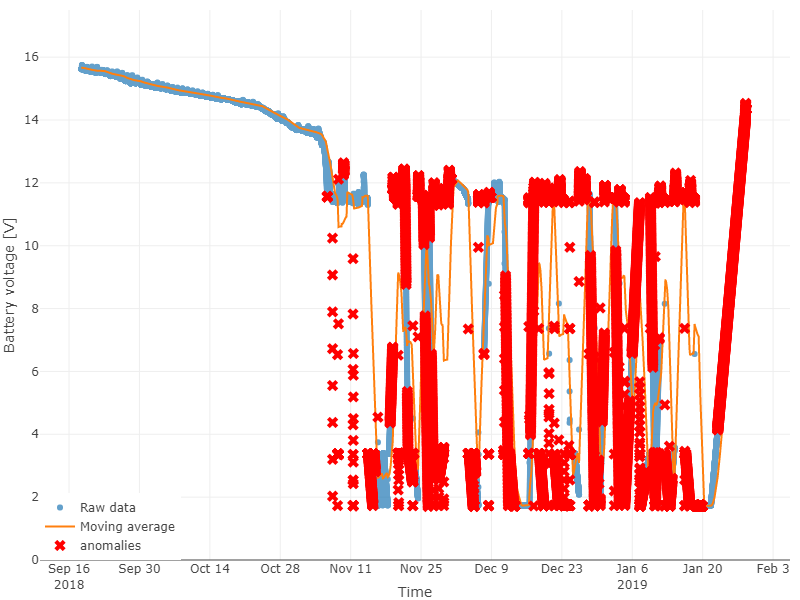 16
14
12
10
8
6
4
2
0
Battery voltage [V]
Raw data
Moving average
anomalies
Sep 16
2018
Sep 30
Oct 14
Oct 28
Nov 11
Nov 25
Dec 9
Dec 23
Jan 6
2019
Jan 20
Feb 3
Time